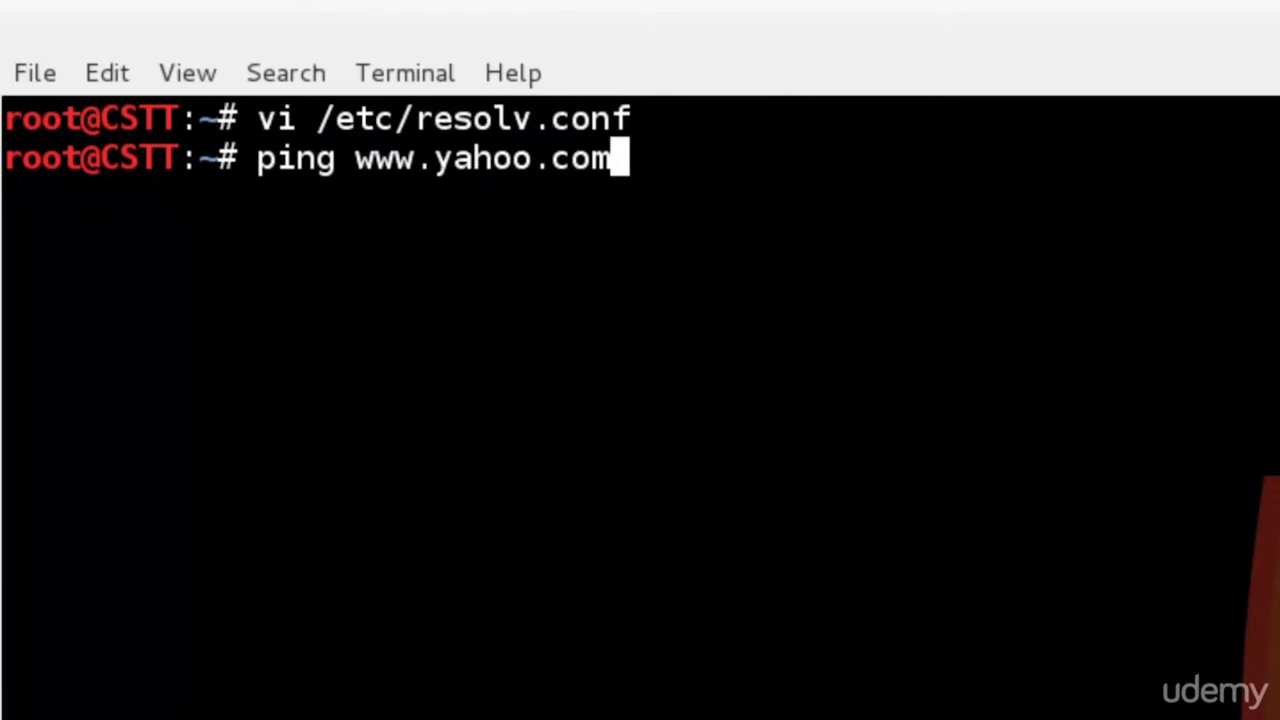 File Edit View Search Terminal Help
root@CSTT:~# vi /etc/resolv.conf
root@CSTT:~# ping www.yahoo.com
udemy